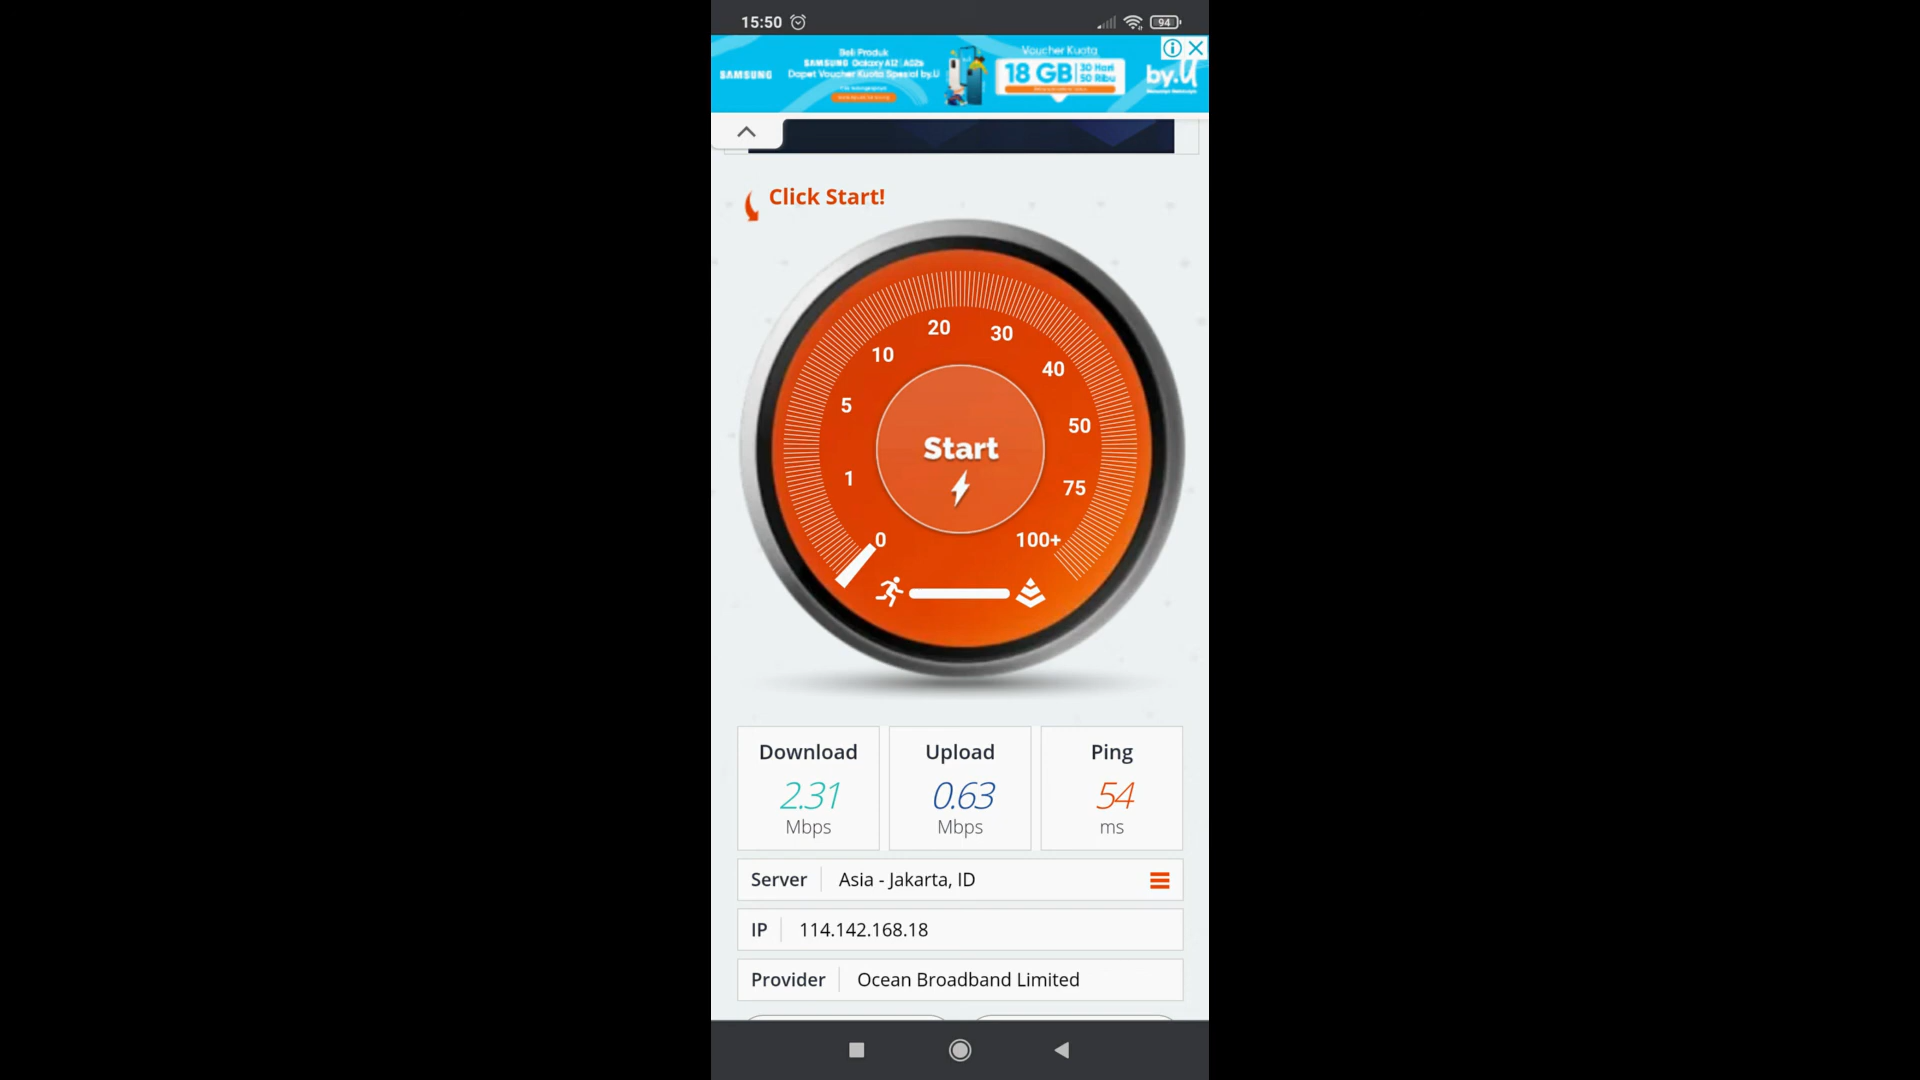 15:50
94
SAMSUNG
Beli Produk
SAMSUNG Galaxy A12 | A02s
Dapet Voucher Kuota Spesial by.U
Voucher Kuota
18 GB
30 Hari
50 Ribu
by.U
Click Start!
20
30
10
40
5
50
1
75
0
100+
Start
Download
Upload
Ping
2.31
0.63
54
Mbps
Mbps
ms
Server
Asia - Jakarta, ID
IP
114.142.168.18
Provider
Ocean Broadband Limited